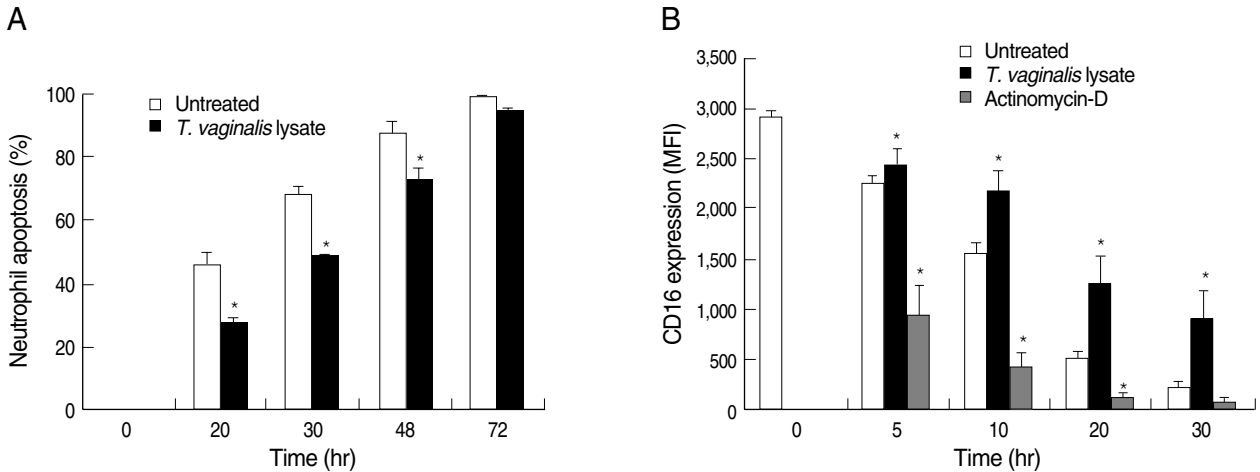 A
Untreated
T. vaginalis lysate
Neutrophil apoptosis (%)
100
80
60
40
20
0
*
*
*
0 20 30 48 72
Time (hr)
B
Untreated
T. vaginalis lysate
Actinomycin-D
CD16 expression (MFI)
3,500
3,000
2,500
2,000
1,500
1,000
500
0
* *
* *
* *
*
0 5 10 20 30
Time (hr)